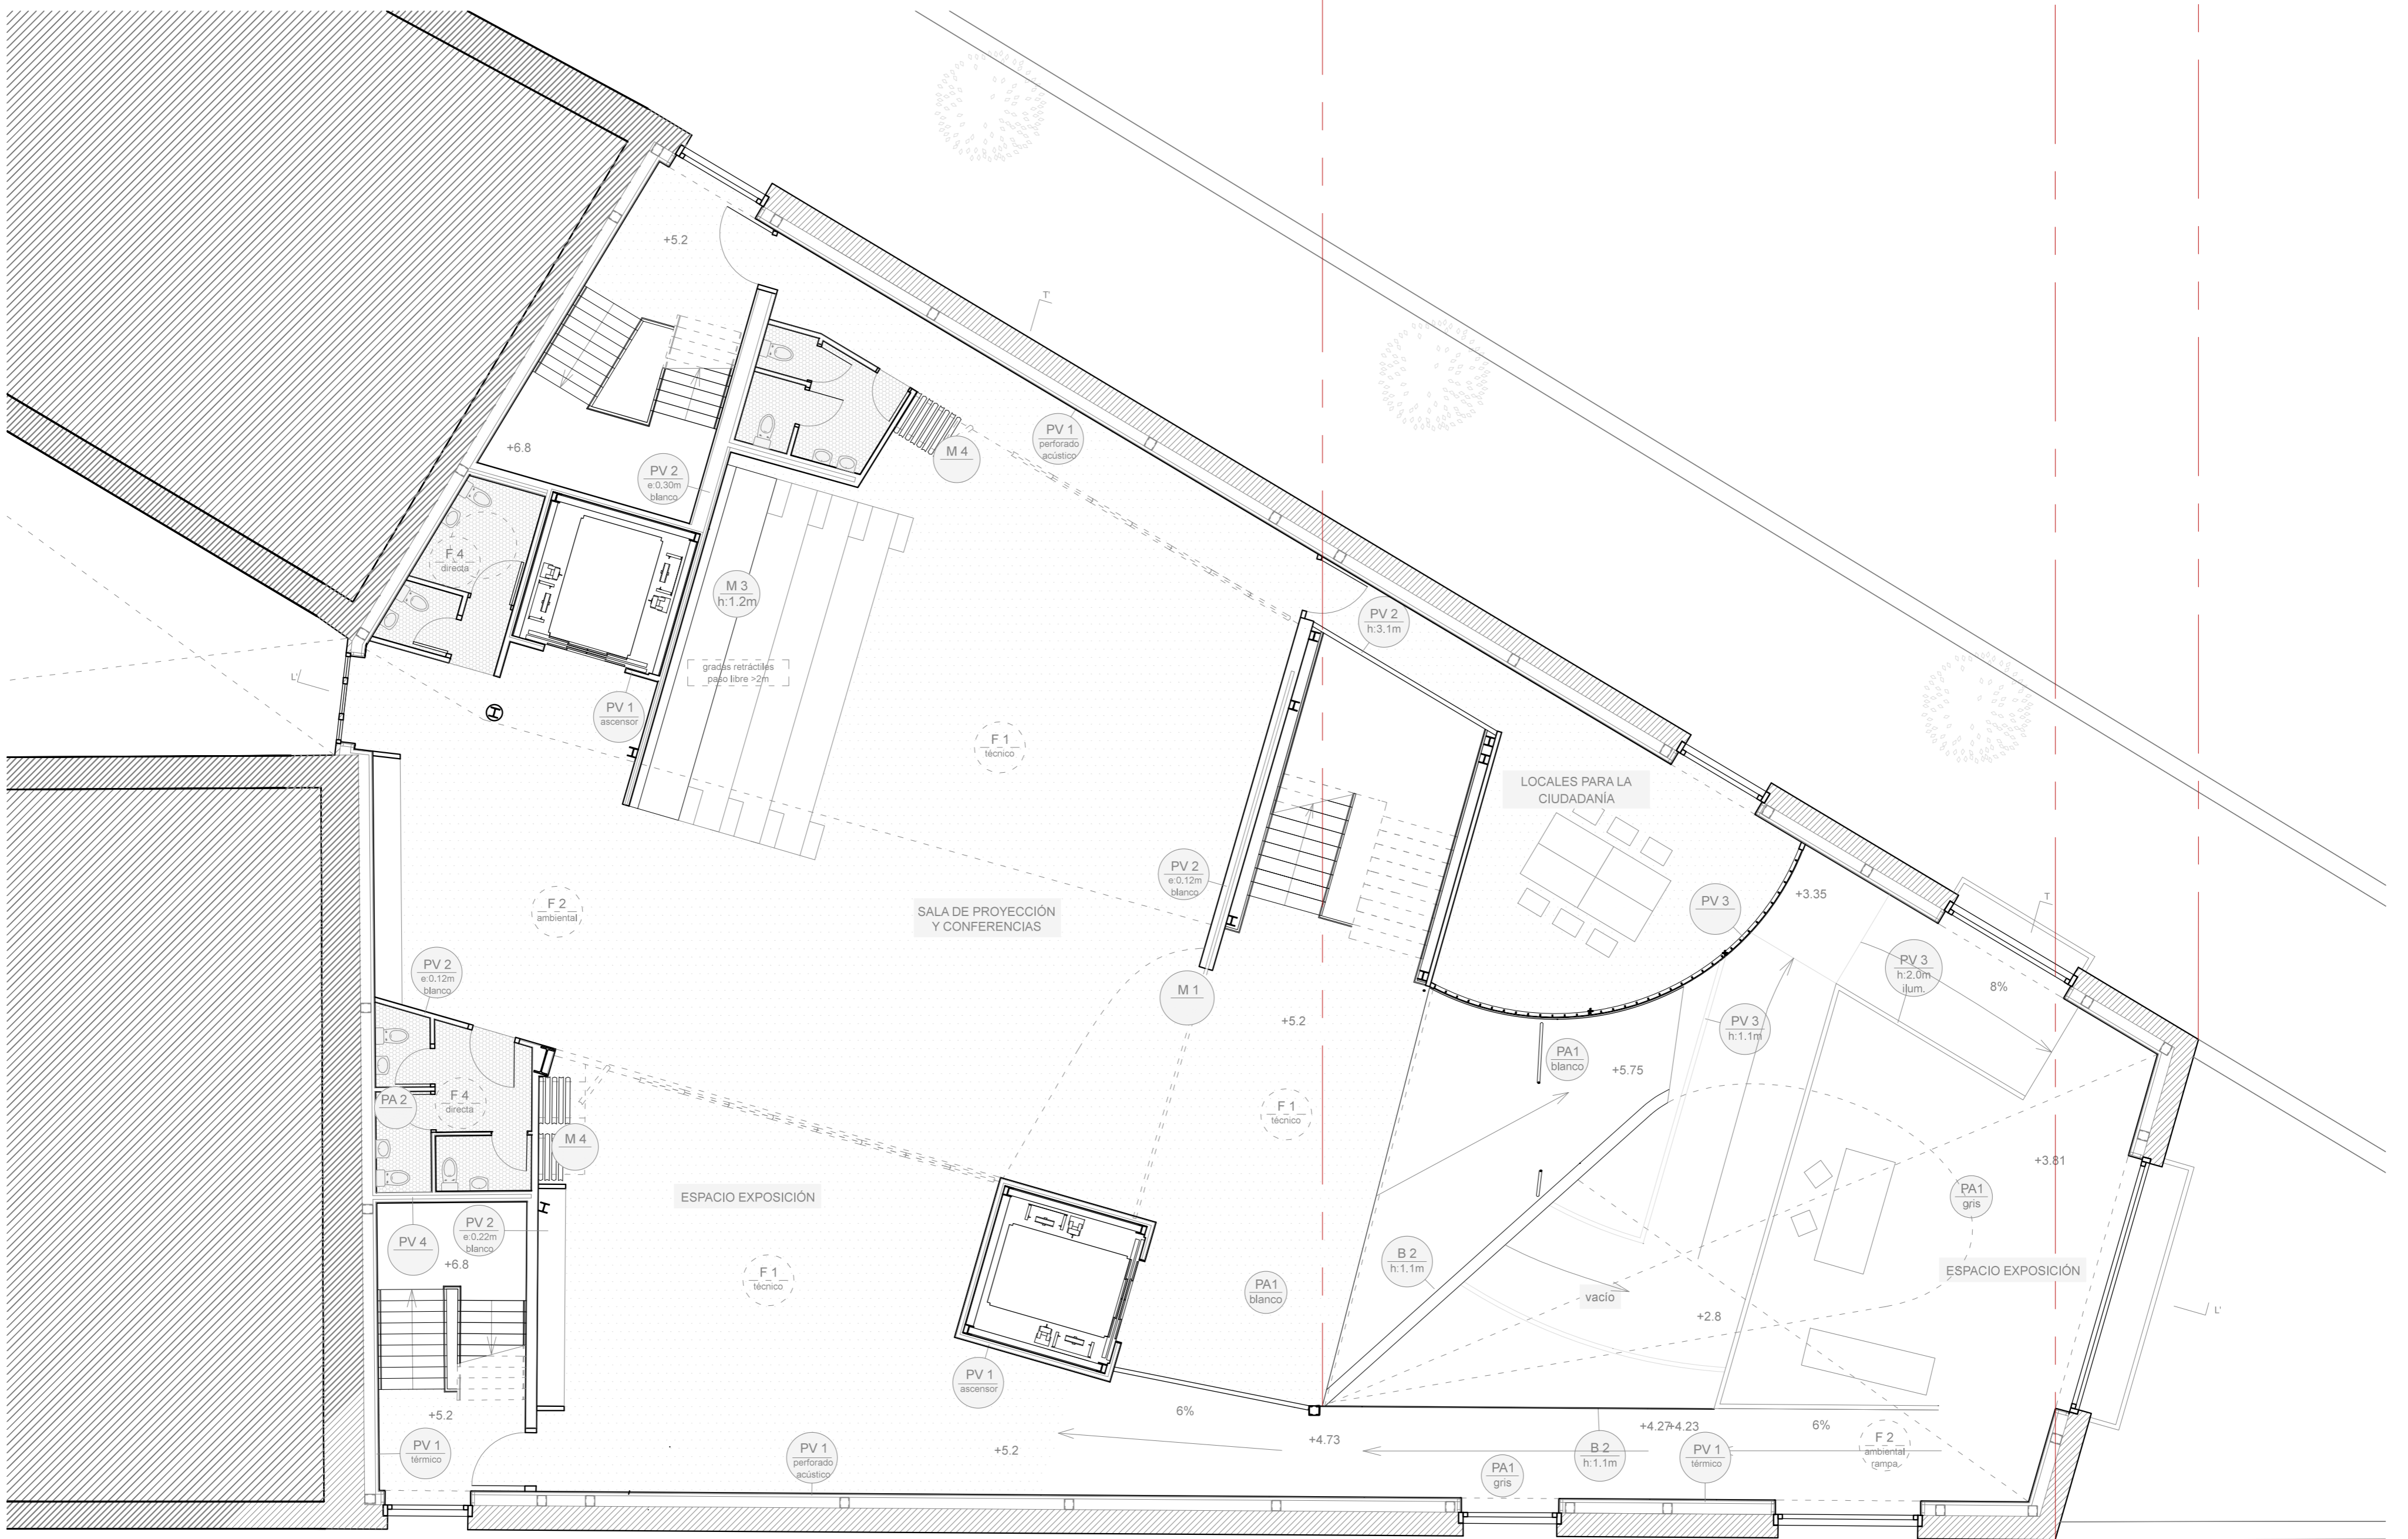 +5.2
T'
+6.8
PV 2
e:0,30m
blanco
M 4
PV 1
perforado
acústico
F 4
directa
M 3
h:1.2m
PV 2
h:3,1m
gradas retráctiles
paso libre >2m
L'
PV 1
ascensor
F 1
técnico
LOCALES PARA LA
CIUDADANÍA
PV 2
e:0.12m
blanco
F 2
ambiental
SALA DE PROYECCIÓN
Y CONFERENCIAS
PV 3
+3.35
T
PV 2
e:0.12m
blanco
M 1
PV 3
h:2,0m
ilum.
8%
+5.2
PV 3
h:1.1m
PA1
blanco
+5.75
PA 2
F 4
directa
F 1
técnico
M 4
+3.81
ESPACIO EXPOSICIÓN
PA1
gris
PV 4
PV 2
e:0.22m
blanco
+6.8
F 1
técnico
PA1
blanco
B 2
h:1,1m
ESPACIO EXPOSICIÓN
vacío
+2.8
L'
PV 1
ascensor
+5.2
6%
+4.73
+5.2
+4.27
+4.23
6%
PV 1
térmico
PV 1
perforado
acústico
PA1
gris
B 2
h:1.1m
PV 1
térmico
F 2
ambiental
rampa